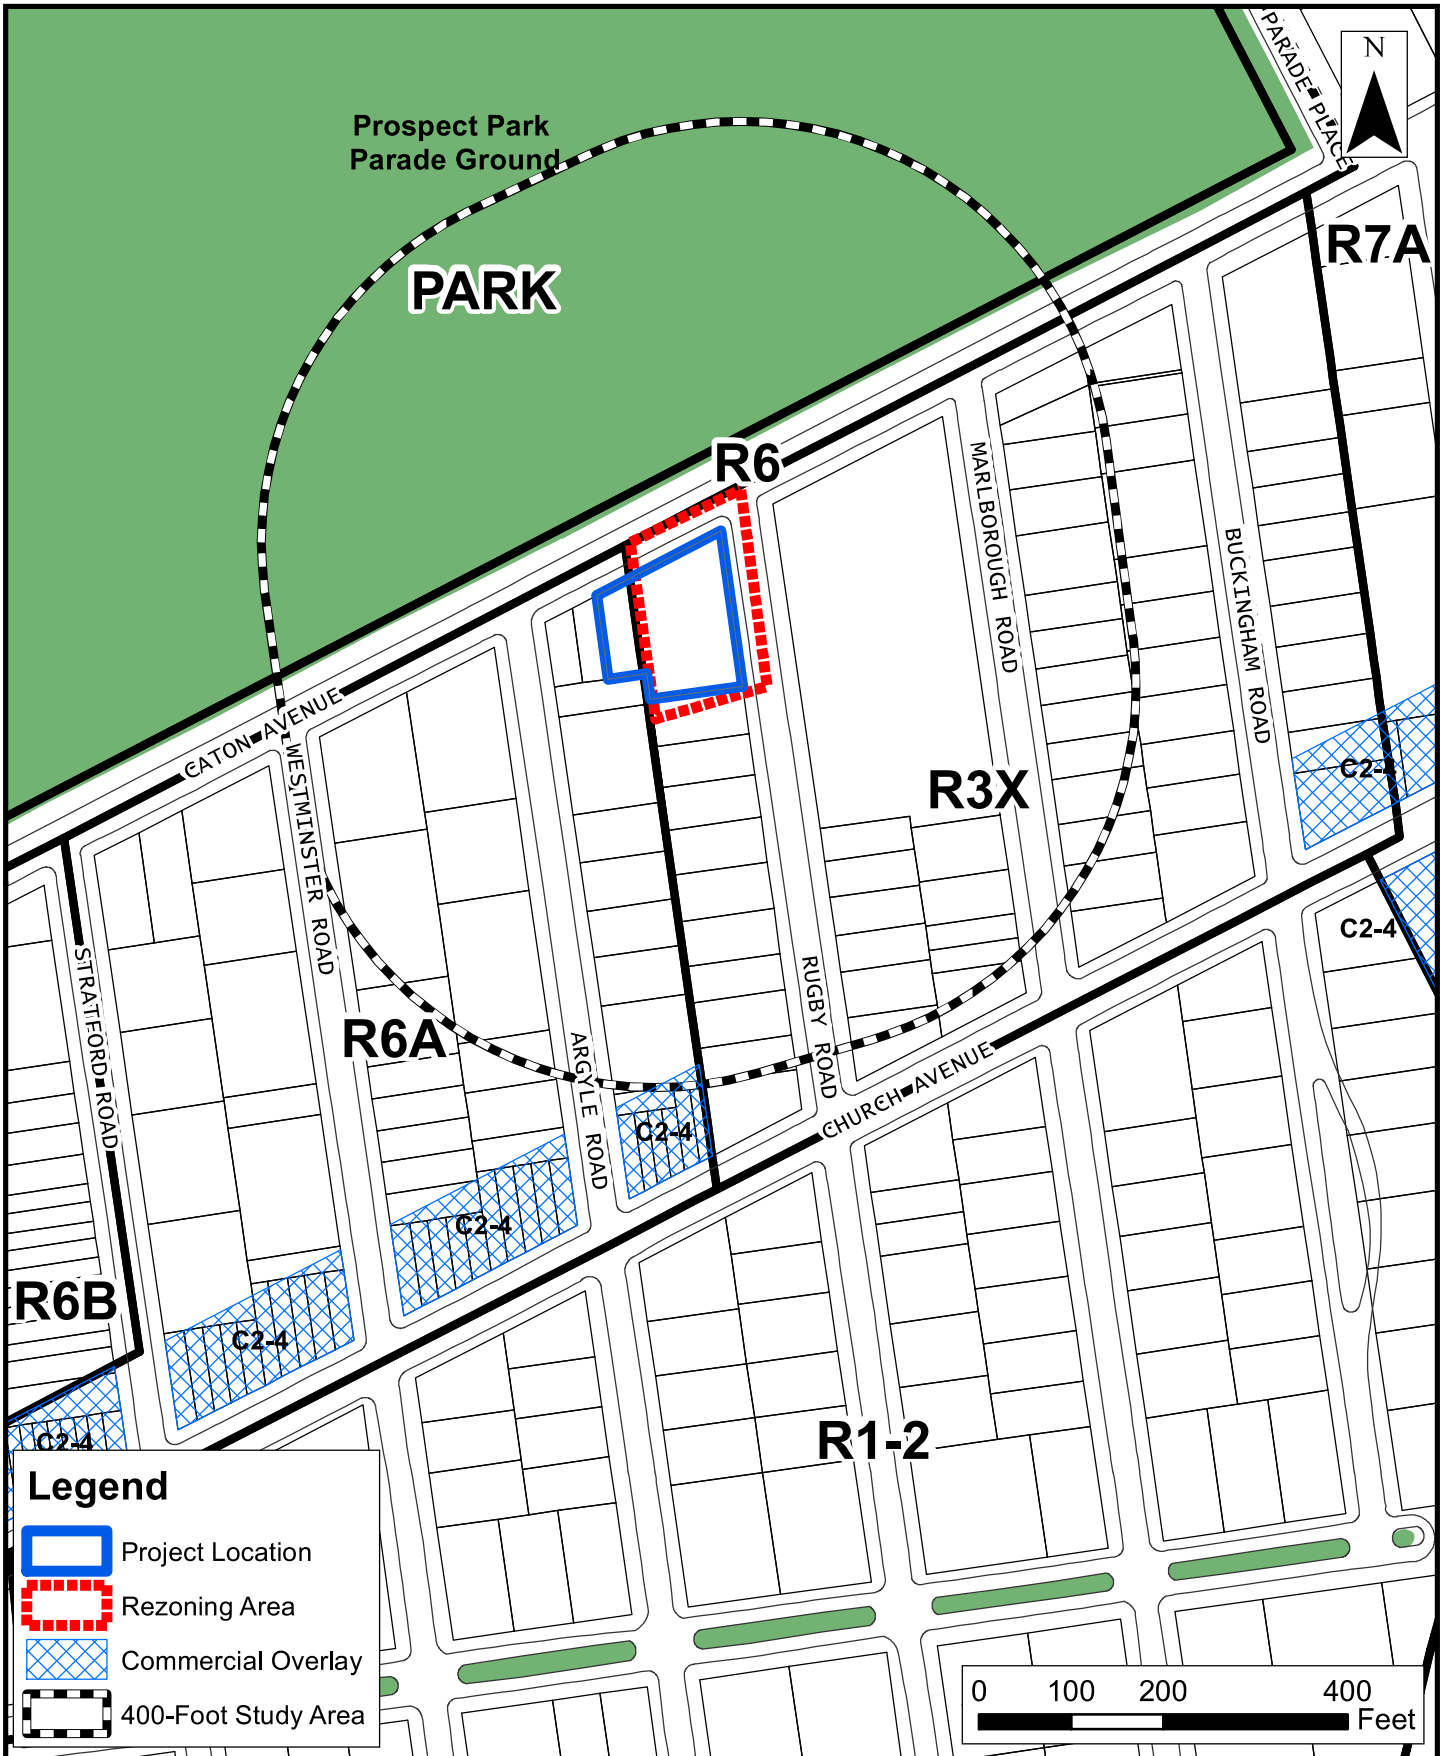 PARADE PLACE
N
Prospect Park
Parade Ground
R7A
PARK
R6
MARLBOROUGH ROAD
BUCKINGHAM ROAD
CATON AVENUE
WESTMINSTER ROAD
R3X
C2-4
C2-4
STRATFORD ROAD
RUGBY ROAD
R6A
ARGYLE ROAD
CHURCH AVENUE
C2-4
C2-4
R6B
C2-4
C2-4
R1-2
Legend
Project Location
Rezoning Area
Commercial Overlay
400-Foot Study Area
0 100 200 400
Feet